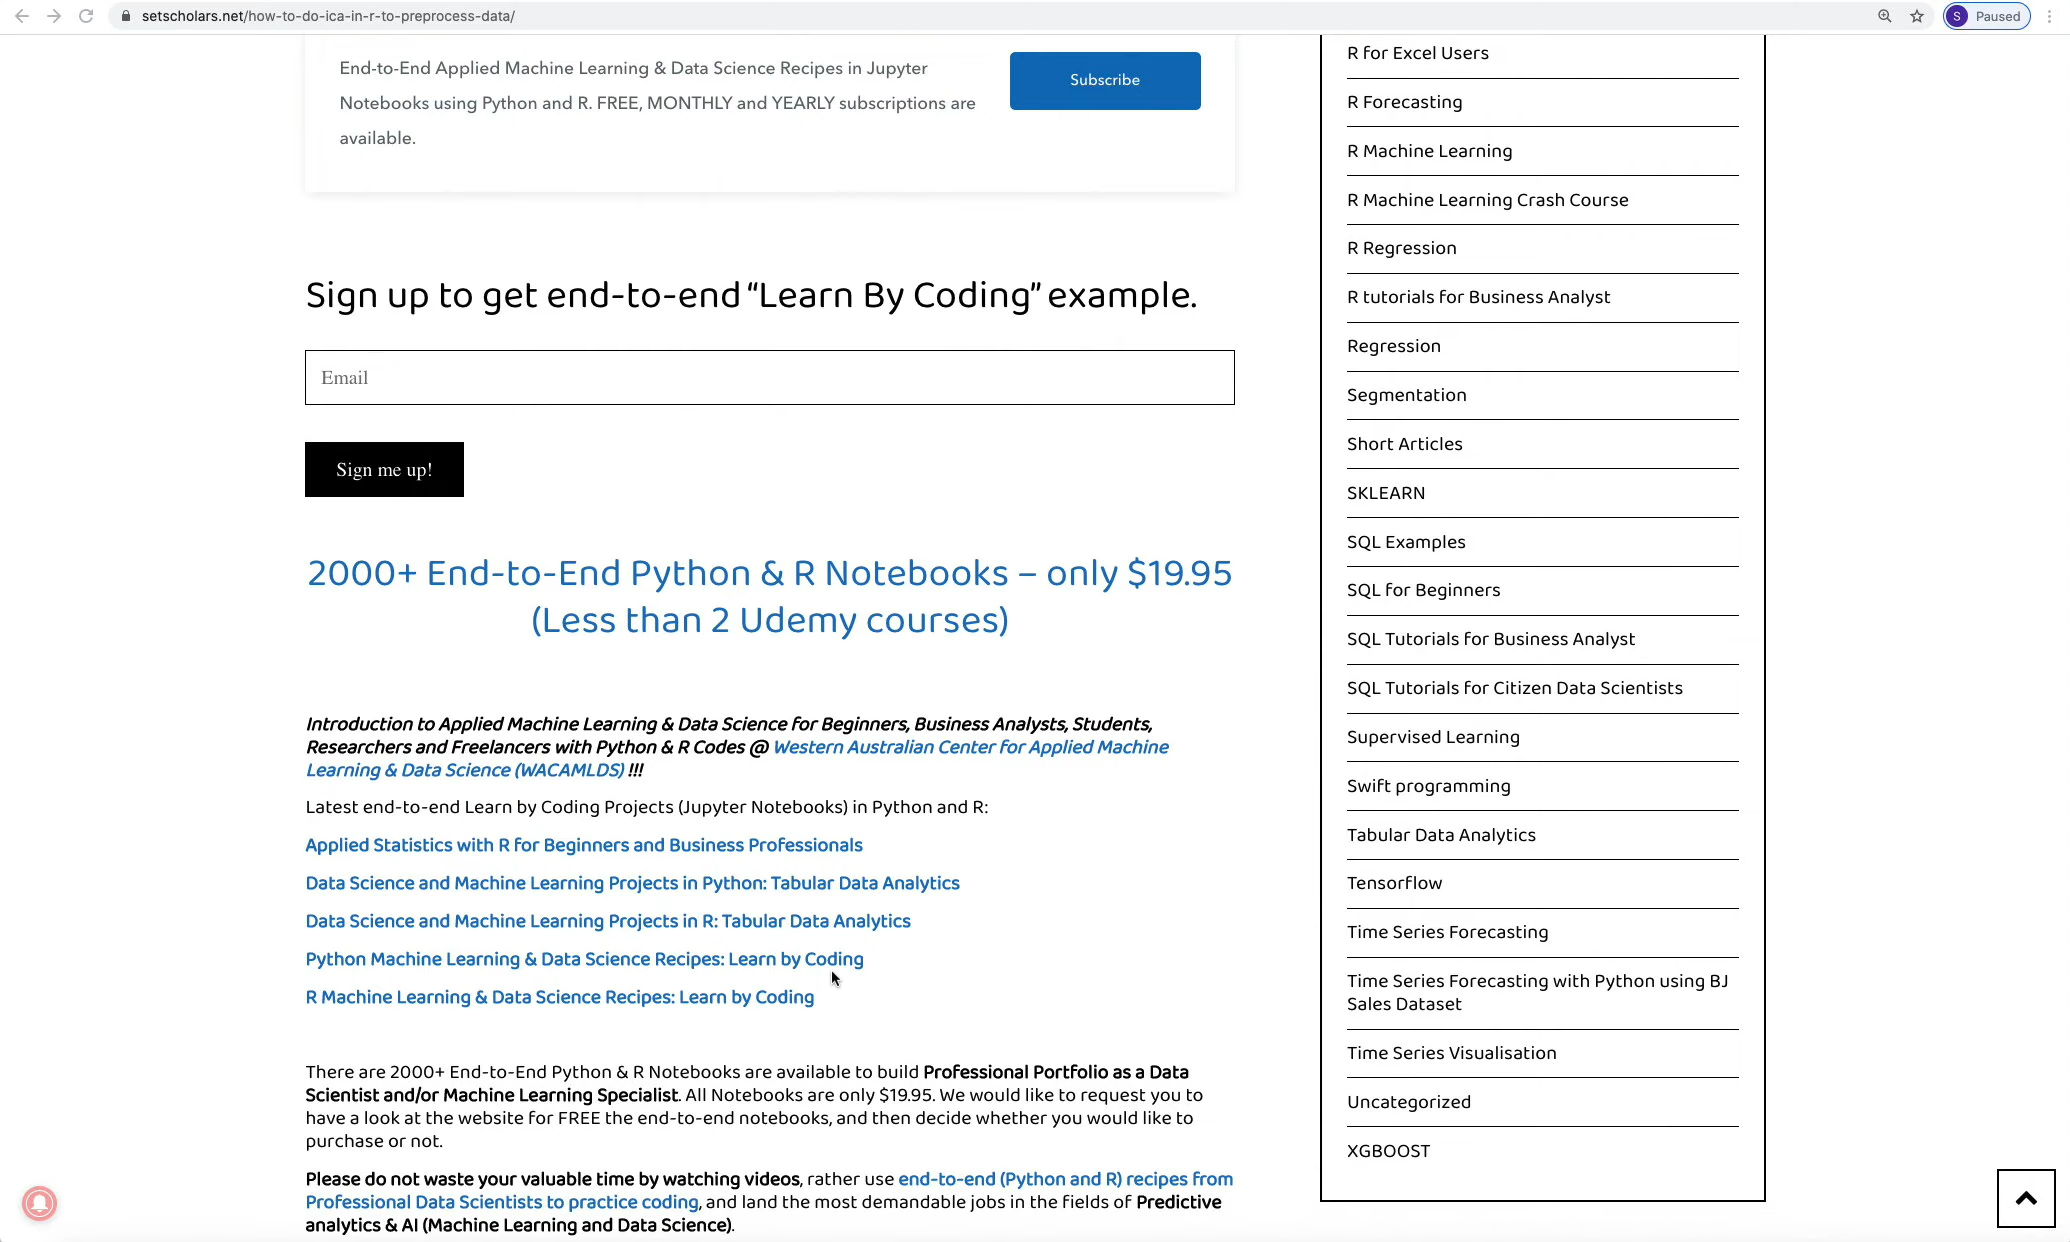 setscholars.net/how-to-do-ica-in-r-to-preprocess-data/
S Paused
End-to-End Applied Machine Learning & Data Science Recipes in Jupyter
Notebooks using Python and R. FREE, MONTHLY and YEARLY subscriptions are
available.
Subscribe
Sign up to get end-to-end “Learn By Coding” example.
Email
Sign me up!
2000+ End-to-End Python & R Notebooks – only $19.95
(Less than 2 Udemy courses)
Introduction to Applied Machine Learning & Data Science for Beginners, Business Analysts, Students,
Researchers and Freelancers with Python & R Codes @ Western Australian Center for Applied Machine
Learning & Data Science (WACAMLDS) !!!
Latest end-to-end Learn by Coding Projects (Jupyter Notebooks) in Python and R:
Applied Statistics with R for Beginners and Business Professionals
Data Science and Machine Learning Projects in Python: Tabular Data Analytics
Data Science and Machine Learning Projects in R: Tabular Data Analytics
Python Machine Learning & Data Science Recipes: Learn by Coding
R Machine Learning & Data Science Recipes: Learn by Coding
There are 2000+ End-to-End Python & R Notebooks are available to build Professional Portfolio as a Data
Scientist and/or Machine Learning Specialist. All Notebooks are only $19.95. We would like to request you to
have a look at the website for FREE the end-to-end notebooks, and then decide whether you would like to
purchase or not.
Please do not waste your valuable time by watching videos, rather use end-to-end (Python and R) recipes from
Professional Data Scientists to practice coding, and land the most demandable jobs in the fields of Predictive
analytics & AI (Machine Learning and Data Science).
R for Excel Users
R Forecasting
R Machine Learning
R Machine Learning Crash Course
R Regression
R tutorials for Business Analyst
Regression
Segmentation
Short Articles
SKLEARN
SQL Examples
SQL for Beginners
SQL Tutorials for Business Analyst
SQL Tutorials for Citizen Data Scientists
Supervised Learning
Swift programming
Tabular Data Analytics
Tensorflow
Time Series Forecasting
Time Series Forecasting with Python using BJ
Sales Dataset
Time Series Visualisation
Uncategorized
XGBOOST